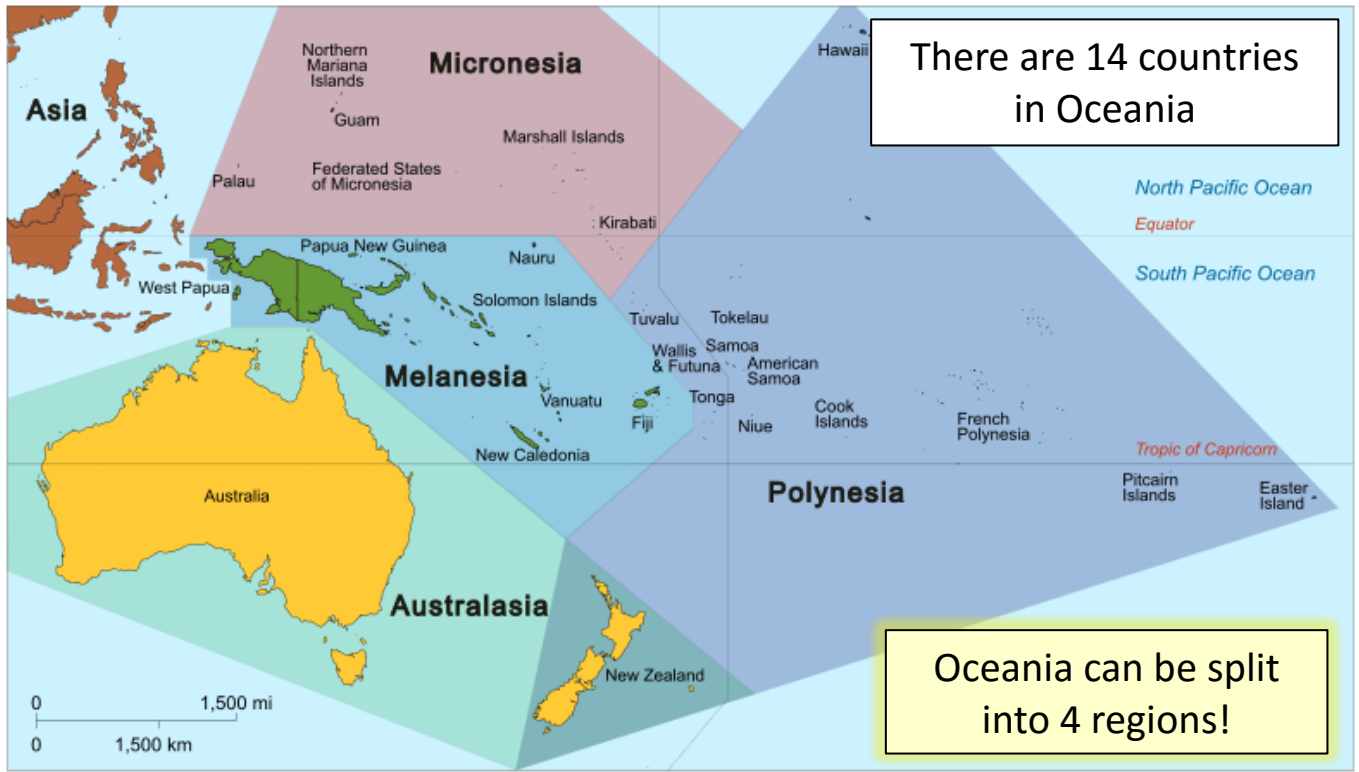 There are 14 countries
in Oceania
Hawaii
Northern
Mariana
Islands
Micronesia
Asia
Guam
Marshall Islands
Palau
Federated States
of Micronesia
North Pacific Ocean
Kirabati
Equator
Papua New Guinea
Nauru
South Pacific Ocean
West Papua
Solomon Islands
Tuvalu
Tokelau
Samoa
Wallis
& Futuna
American
Samoa
Melanesia
Vanuatu
Tonga
Fiji
Niue
Cook
Islands
French
Polynesia
New Caledonia
Tropic of Capricorn
Australia
Polynesia
Pitcairn
Islands
Easter
Island
Australasia
New Zealand
Oceania can be split
into 4 regions!
0 1,500 mi
0 1,500 km